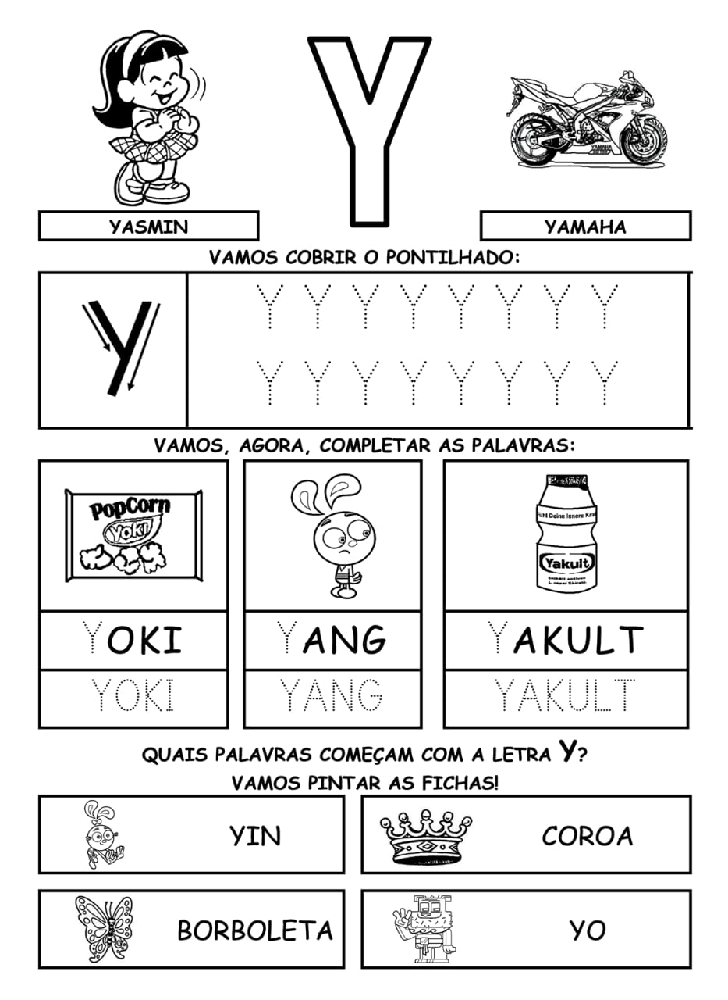 Y
YAMAHA
YASMIN
YAMAHA
VAMOS COBRIR O PONTILHADO:
Y Y Y Y Y Y Y Y Y
Y Y Y Y Y Y Y Y
VAMOS, AGORA, COMPLETAR AS PALAVRAS:
PopCorn
Yoki
Fühl Deine Innere Kra
Yakult
YOKI
YANG
YAKULT
YOKI
YANG
YAKULT
QUAIS PALAVRAS COMEÇAM COM A LETRA Y?
VAMOS PINTAR AS FICHAS!
YIN
COROA
BORBOLETA
YO